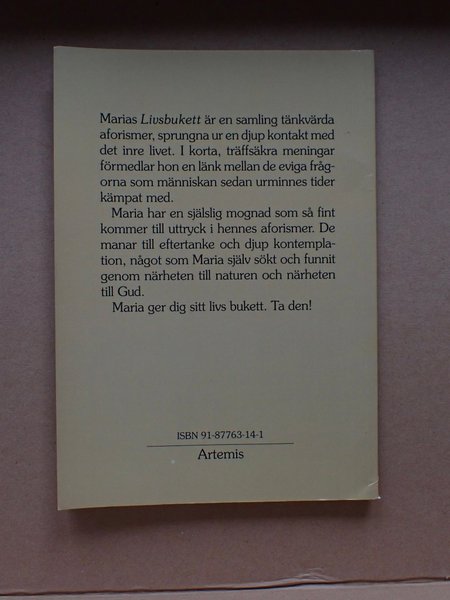 Marias Livsbukett är en samling tänkvärda
aforismer, sprungna ur en djup kontakt med
det inre livet. I korta, träffsäkra meningar
förmedlar hon en länk mellan de eviga fråg-
orna som människan sedan urminnes tider
kämpat med.
Maria har en själslig mognad som så fint
kommer till uttryck i hennes aforismer. De
manar till eftertanke och djup kontempla-
tion, något som Maria själv sökt och funnit
genom närheten till naturen och närheten
till Gud.
Maria ger dig sitt livs bukett. Ta den!
ISBN 91-87763-14-1
Artemis